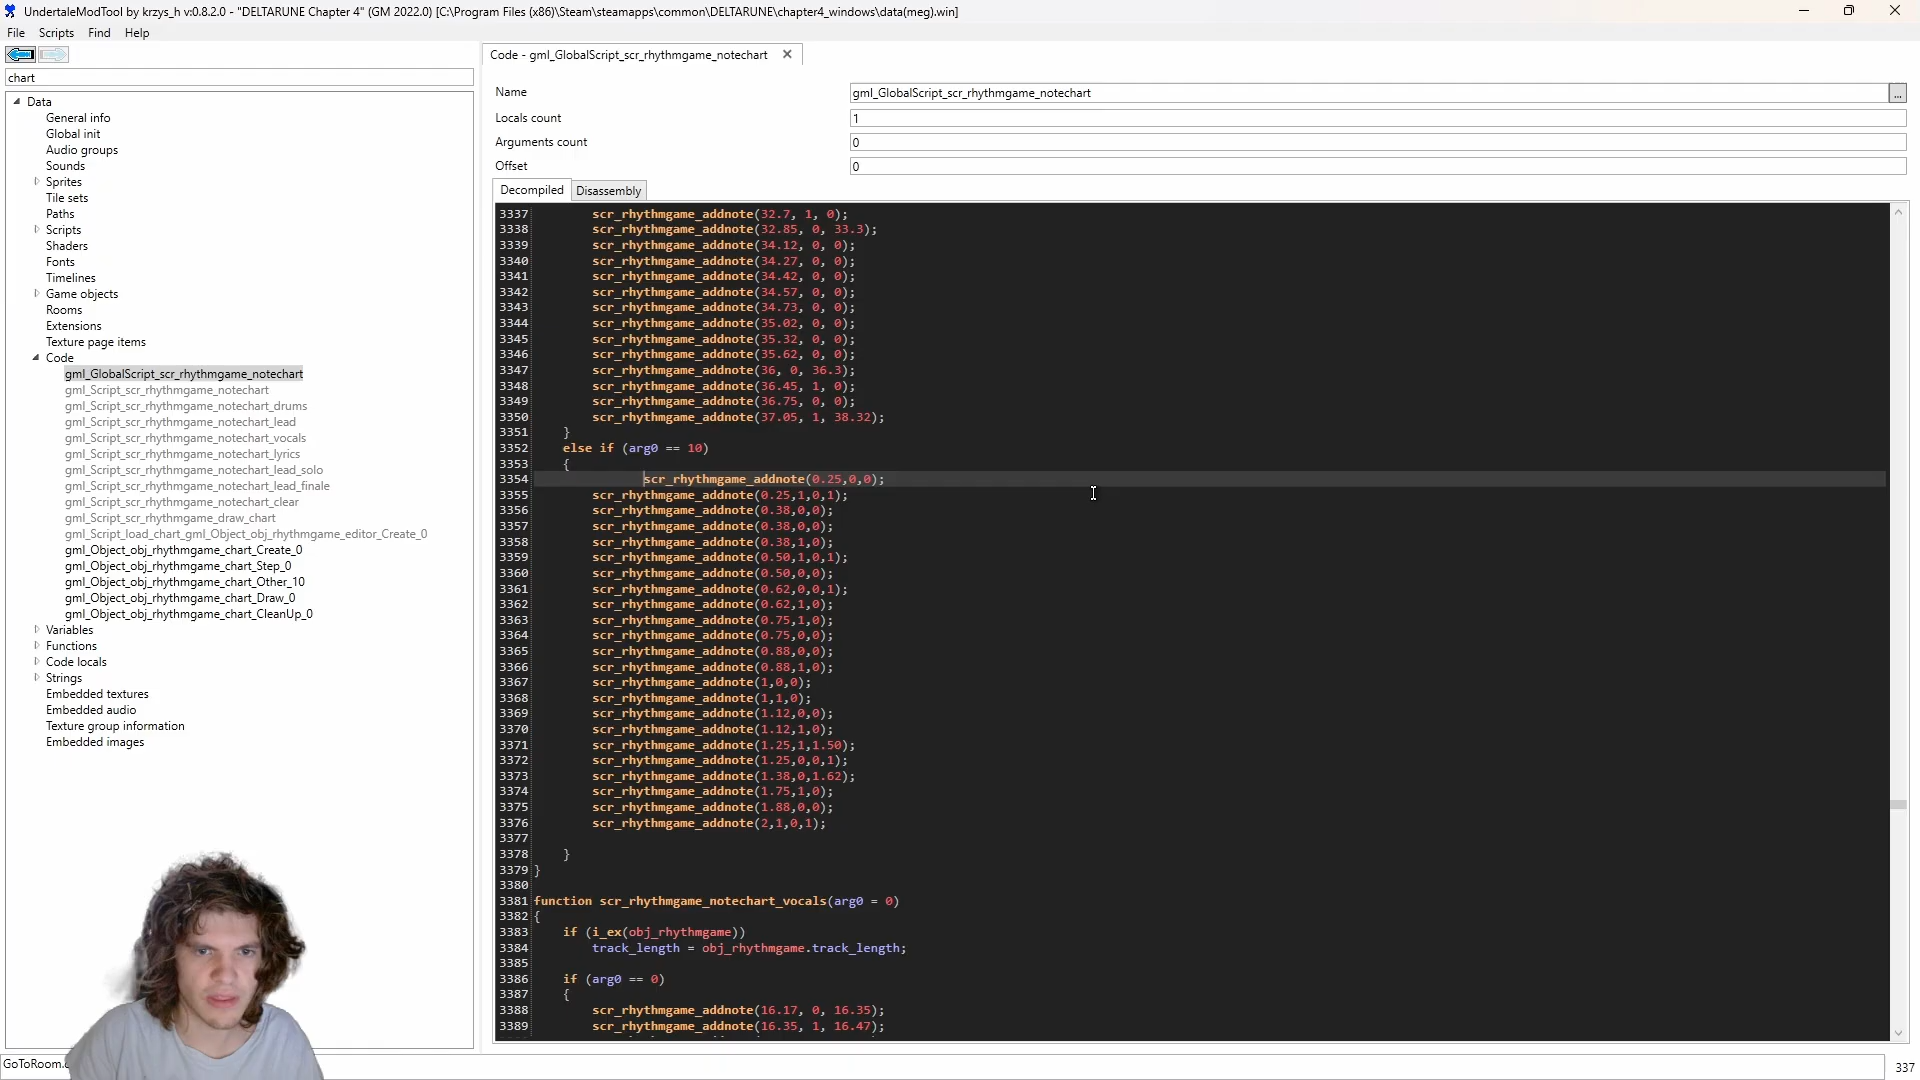 UndertaleModTool by krzys_h v:0.8.2.0 - "DELTARUNE Chapter 4" (GM 2022.0) [C:\Program Files (x86)\Steam\steamapps\common\DELTARUNE\chapter4_windows\data(meg).win]
File Scripts Find Help
chart
Data
General info
Global init
Audio groups
Sounds
Sprites
Tile sets
Paths
Scripts
Shaders
Fonts
Timelines
Game objects
Rooms
Extensions
Texture page items
Code
gml_GlobalScript_scr_rhythmgame_notechart
gml_Script_scr_rhythmgame_notechart
gml_Script_scr_rhythmgame_notechart_drums
gml_Script_scr_rhythmgame_notechart_lead
gml_Script_scr_rhythmgame_notechart_vocals
gml_Script_scr_rhythmgame_notechart_lyrics
gml_Script_scr_rhythmgame_notechart_lead_solo
gml_Script_scr_rhythmgame_notechart_lead_finale
gml_Script_scr_rhythmgame_notechart_clear
gml_Script_scr_rhythmgame_draw_chart
gml_Script_load_chart_gml_Object_obj_rhythmgame_editor_Create_0
gml_Object_obj_rhythmgame_chart_Create_0
gml_Object_obj_rhythmgame_chart_Step_0
gml_Object_obj_rhythmgame_chart_Other_10
gml_Object_obj_rhythmgame_chart_Draw_0
gml_Object_obj_rhythmgame_chart_CleanUp_0
Variables
Functions
Code locals
Strings
Embedded textures
Embedded audio
Texture group information
Embedded images
Code - gml_GlobalScript_scr_rhythmgame_notechart
Name gml_GlobalScript_scr_rhythmgame_notechart ...
Locals count 1
Arguments count 0
Offset 0
Decompiled Disassembly
3337 scr_rhythmgame_addnote(32.7, 1, 0);
3338 scr_rhythmgame_addnote(32.85, 0, 33.3);
3339 scr_rhythmgame_addnote(34.12, 0, 0);
3340 scr_rhythmgame_addnote(34.27, 0, 0);
3341 scr_rhythmgame_addnote(34.42, 0, 0);
3342 scr_rhythmgame_addnote(34.57, 0, 0);
3343 scr_rhythmgame_addnote(34.73, 0, 0);
3344 scr_rhythmgame_addnote(35.02, 0, 0);
3345 scr_rhythmgame_addnote(35.32, 0, 0);
3346 scr_rhythmgame_addnote(35.62, 0, 0);
3347 scr_rhythmgame_addnote(36, 0, 36.3);
3348 scr_rhythmgame_addnote(36.45, 1, 0);
3349 scr_rhythmgame_addnote(36.75, 0, 0);
3350 scr_rhythmgame_addnote(37.05, 1, 38.32);
3351 }
3352 else if (arg0 == 10)
3353 {
3354 scr_rhythmgame_addnote(0.25,0,0);
3355 scr_rhythmgame_addnote(0.25,1,0,1);
3356 scr_rhythmgame_addnote(0.38,0,0);
3357 scr_rhythmgame_addnote(0.38,0,0);
3358 scr_rhythmgame_addnote(0.38,1,0);
3359 scr_rhythmgame_addnote(0.50,1,0,1);
3360 scr_rhythmgame_addnote(0.50,0,0);
3361 scr_rhythmgame_addnote(0.62,0,0,1);
3362 scr_rhythmgame_addnote(0.62,1,0);
3363 scr_rhythmgame_addnote(0.75,1,0);
3364 scr_rhythmgame_addnote(0.75,0,0);
3365 scr_rhythmgame_addnote(0.88,0,0);
3366 scr_rhythmgame_addnote(0.88,1,0);
3367 scr_rhythmgame_addnote(1,0,0);
3368 scr_rhythmgame_addnote(1,1,0);
3369 scr_rhythmgame_addnote(1.12,0,0);
3370 scr_rhythmgame_addnote(1.12,1,0);
3371 scr_rhythmgame_addnote(1.25,1,1.50);
3372 scr_rhythmgame_addnote(1.25,0,0,1);
3373 scr_rhythmgame_addnote(1.38,0,1.62);
3374 scr_rhythmgame_addnote(1.75,1,0);
3375 scr_rhythmgame_addnote(1.88,0,0);
3376 scr_rhythmgame_addnote(2,1,0,1);
3377
3378 }
3379 }
3380
3381 function scr_rhythmgame_notechart_vocals(arg0 = 0)
3382 {
3383 if (i_ex(obj_rhythmgame))
3384 track_length = obj_rhythmgame.track_length;
3385
3386 if (arg0 == 0)
3387 {
3388 scr_rhythmgame_addnote(16.17, 0, 16.35);
3389 scr_rhythmgame_addnote(16.35, 1, 16.47);
337